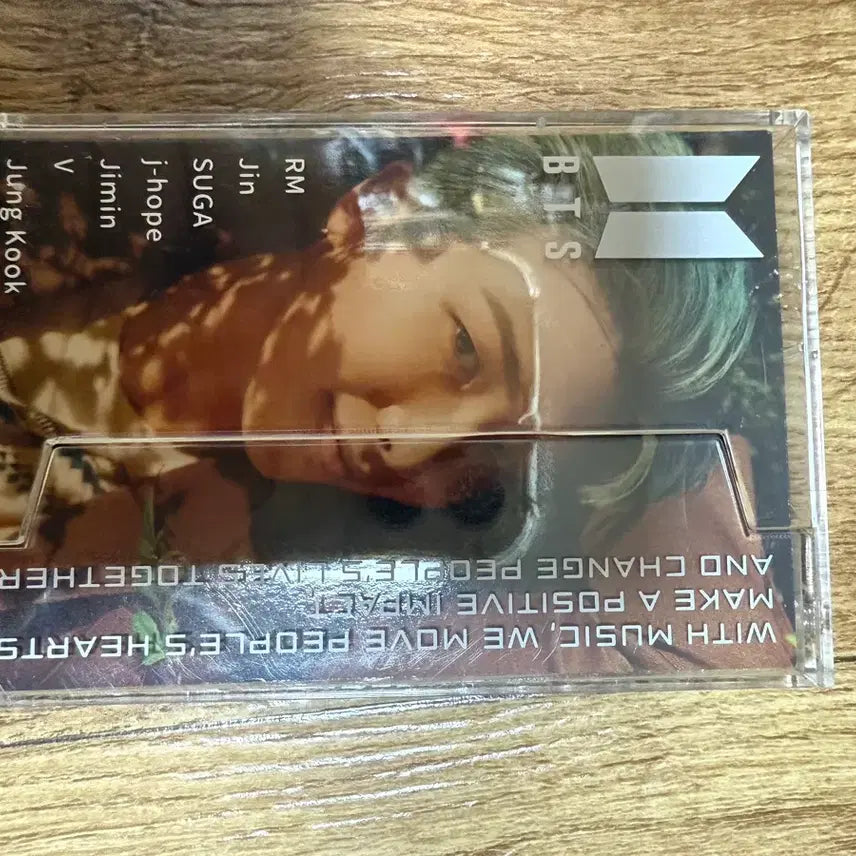 BTS
RM
Jin
SUGA
j-hope
Jimin
V
Jung Kook
WITH MUSIC, WE MOVE PEOPLE'S HEARTS
MAKE A POSITIVE IMPACT
AND CHANGE PEOPLE'S LIVES TOGETHER